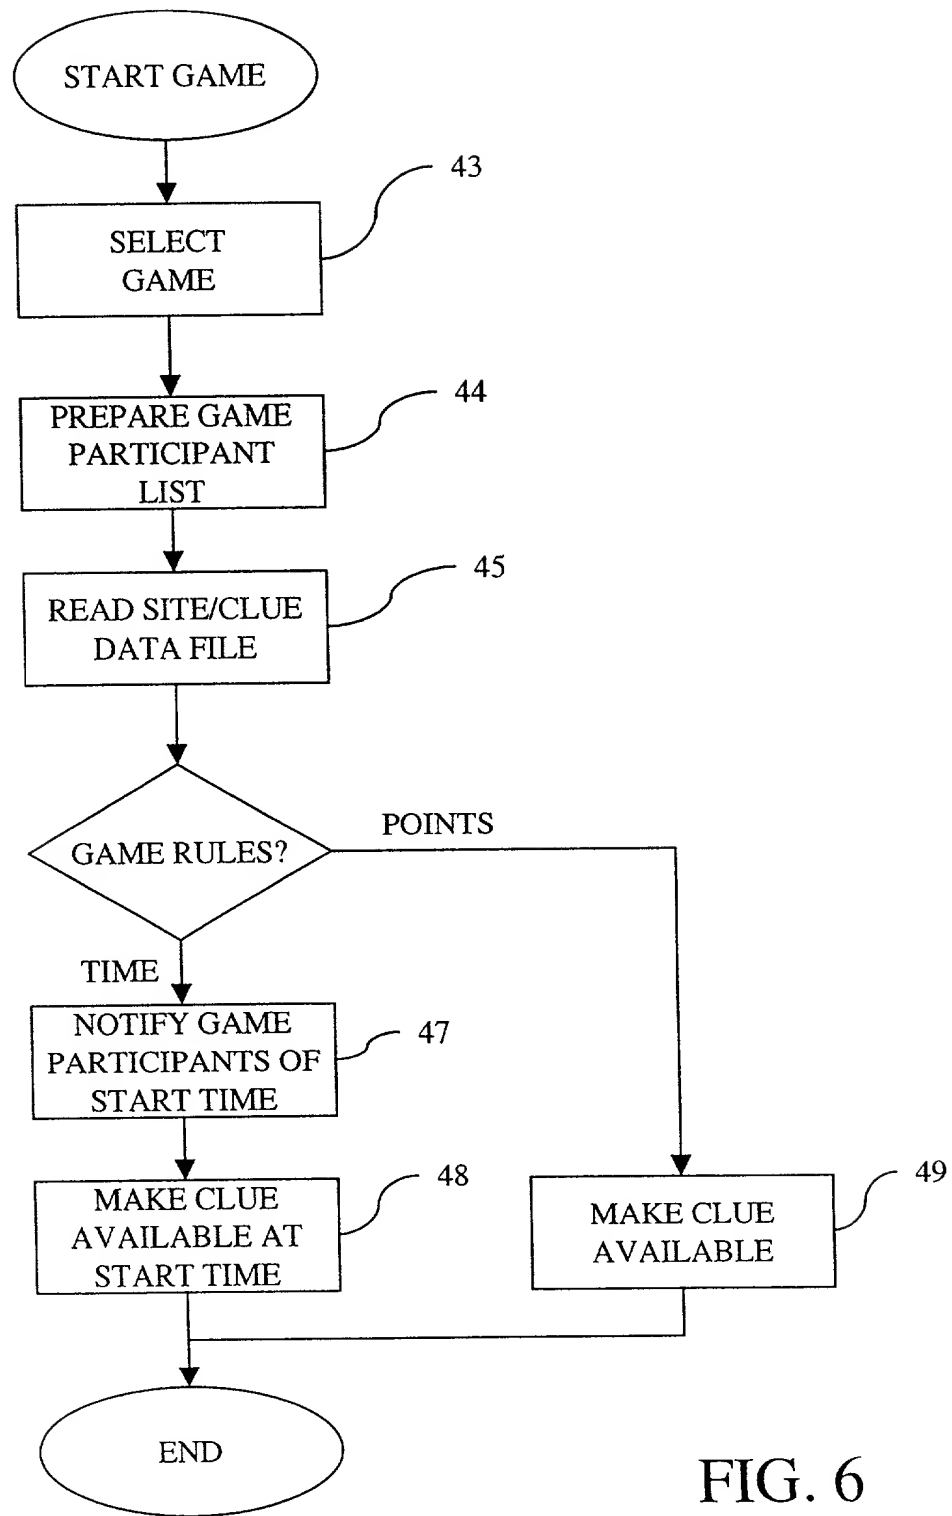 START GAME
43
SELECT
GAME
44
PREPARE GAME
PARTICIPANT
LIST
45
READ SITE/CLUE
DATA FILE
POINTS
GAME RULES?
TIME
NOTIFY GAME
PARTICIPANTS OF
START TIME
47
MAKE CLUE
AVAILABLE AT
START TIME
48
MAKE CLUE
AVAILABLE
49
END
FIG. 6